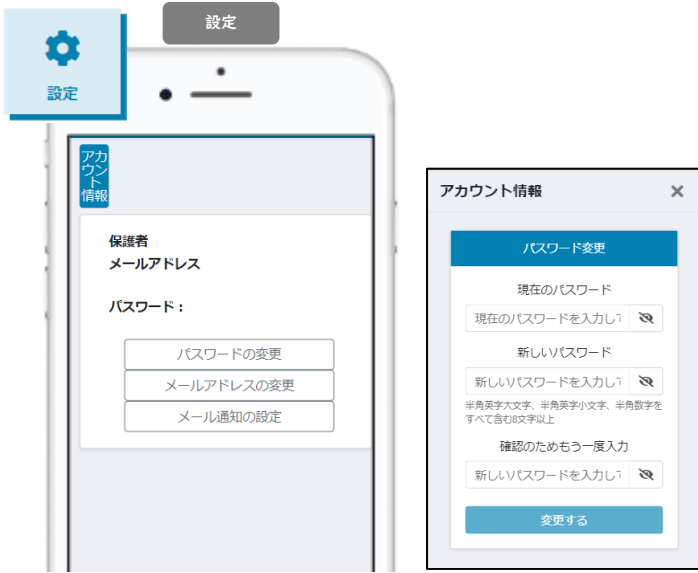 設定
設定
アカ
ウン
ト
情報
保護者
メールアドレス
パスワード：
パスワードの変更
メールアドレスの変更
メール通知の設定
アカウント情報
パスワード変更
現在のパスワード
現在のパスワードを入力して
新しいパスワード
新しいパスワードを入力して
半角英字大文字、半角英字小文字、半角数字を
すべて含む8文字以上
確認のためもう一度入力
新しいパスワードを入力して
変更する